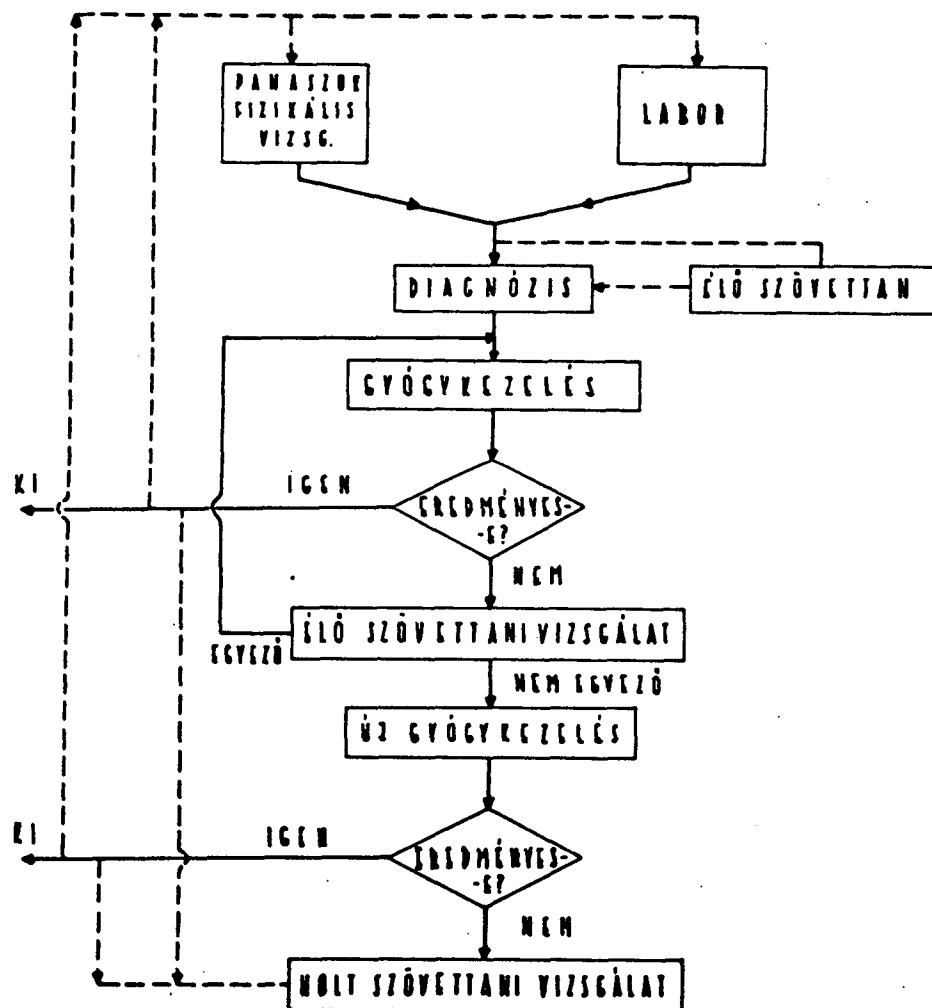 PANASZOK
FIZIKÁLIS
VIZSG.
LABOR
DIAGNÓZIS
ÉLŐ SZÖVETTAN
GYÓGYKEZELÉS
KI
IGEN
EREDMÉNYES-
-E?
NEM
ÉLŐ SZÖVETTANI VIZSGÁLAT
EGYEZŐ
NEM EGYEZŐ
ÚJ GYÓGYKEZELÉS
KI
IGEN
EREDMÉNYES-
-E?
NEM
HOLT SZÖVETTANI VIZSGÁLAT